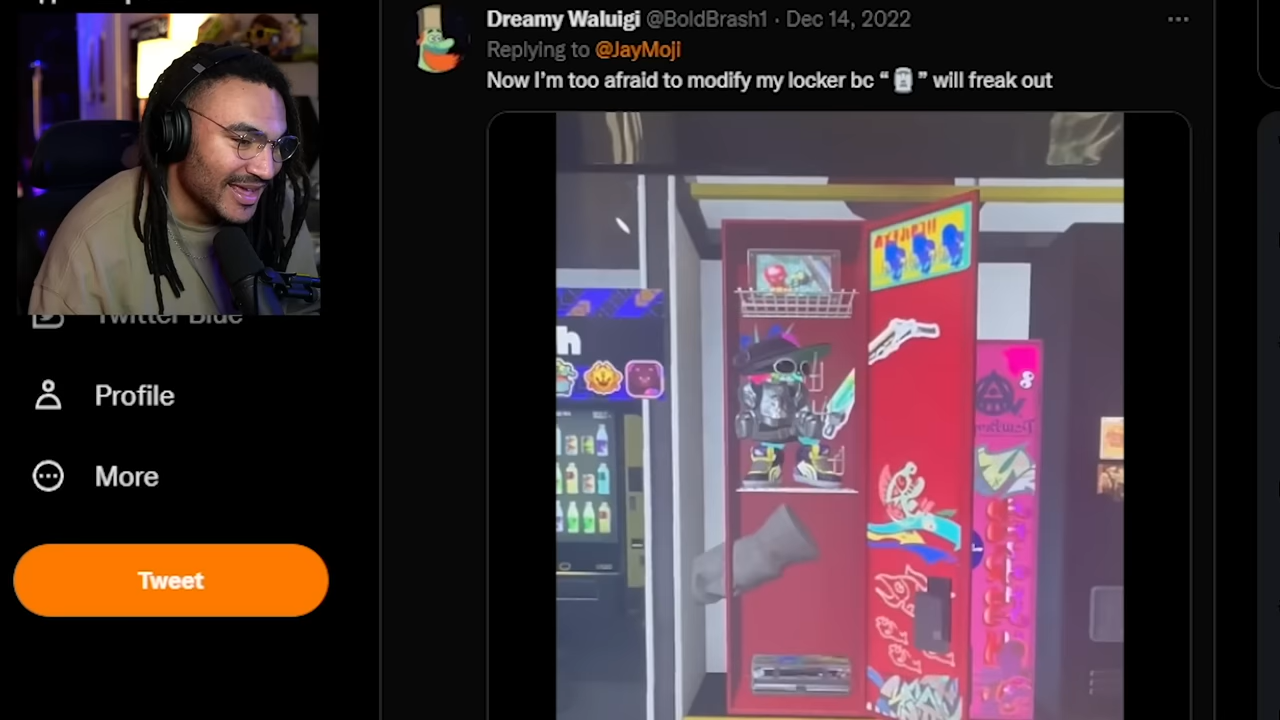 Dreamy Waluigi @BoldBrash1 · Dec 14, 2022
Replying to @JayMoji
Now I'm too afraid to modify my locker bc “ ” will freak out
Twitter Blue
Profile
More
Tweet
h